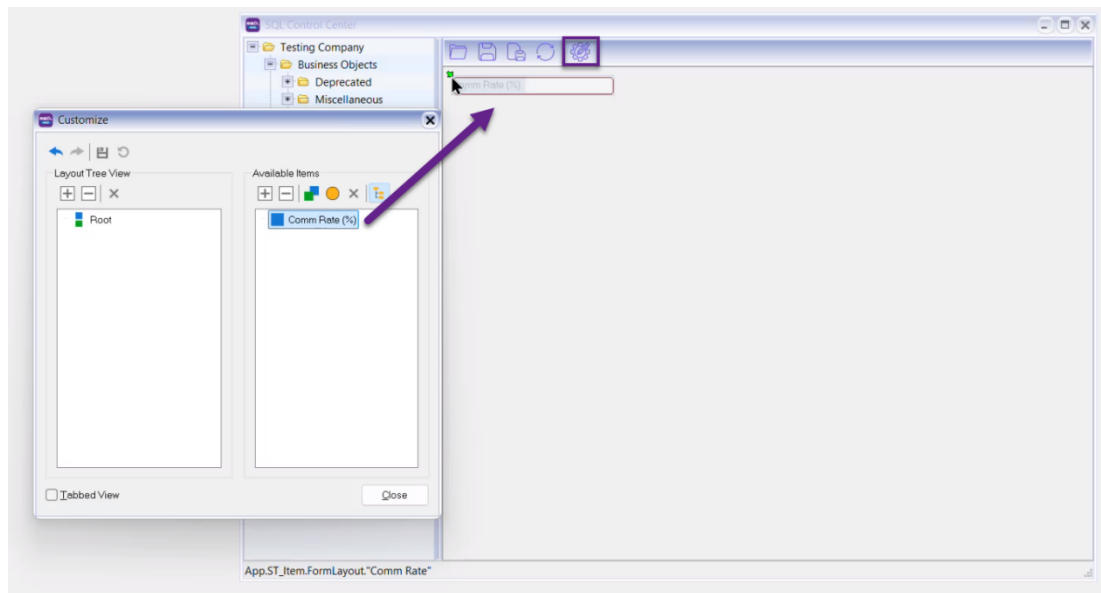 SQL Control Center
Testing Company
Business Objects
Deprecated
Miscellaneous
Comm Rate (%)
Customize
Layout Tree View
Available Items
Root
Comm Rate (%)
Tabbed View
Close
App.ST_Item.FormLayout."Comm Rate"